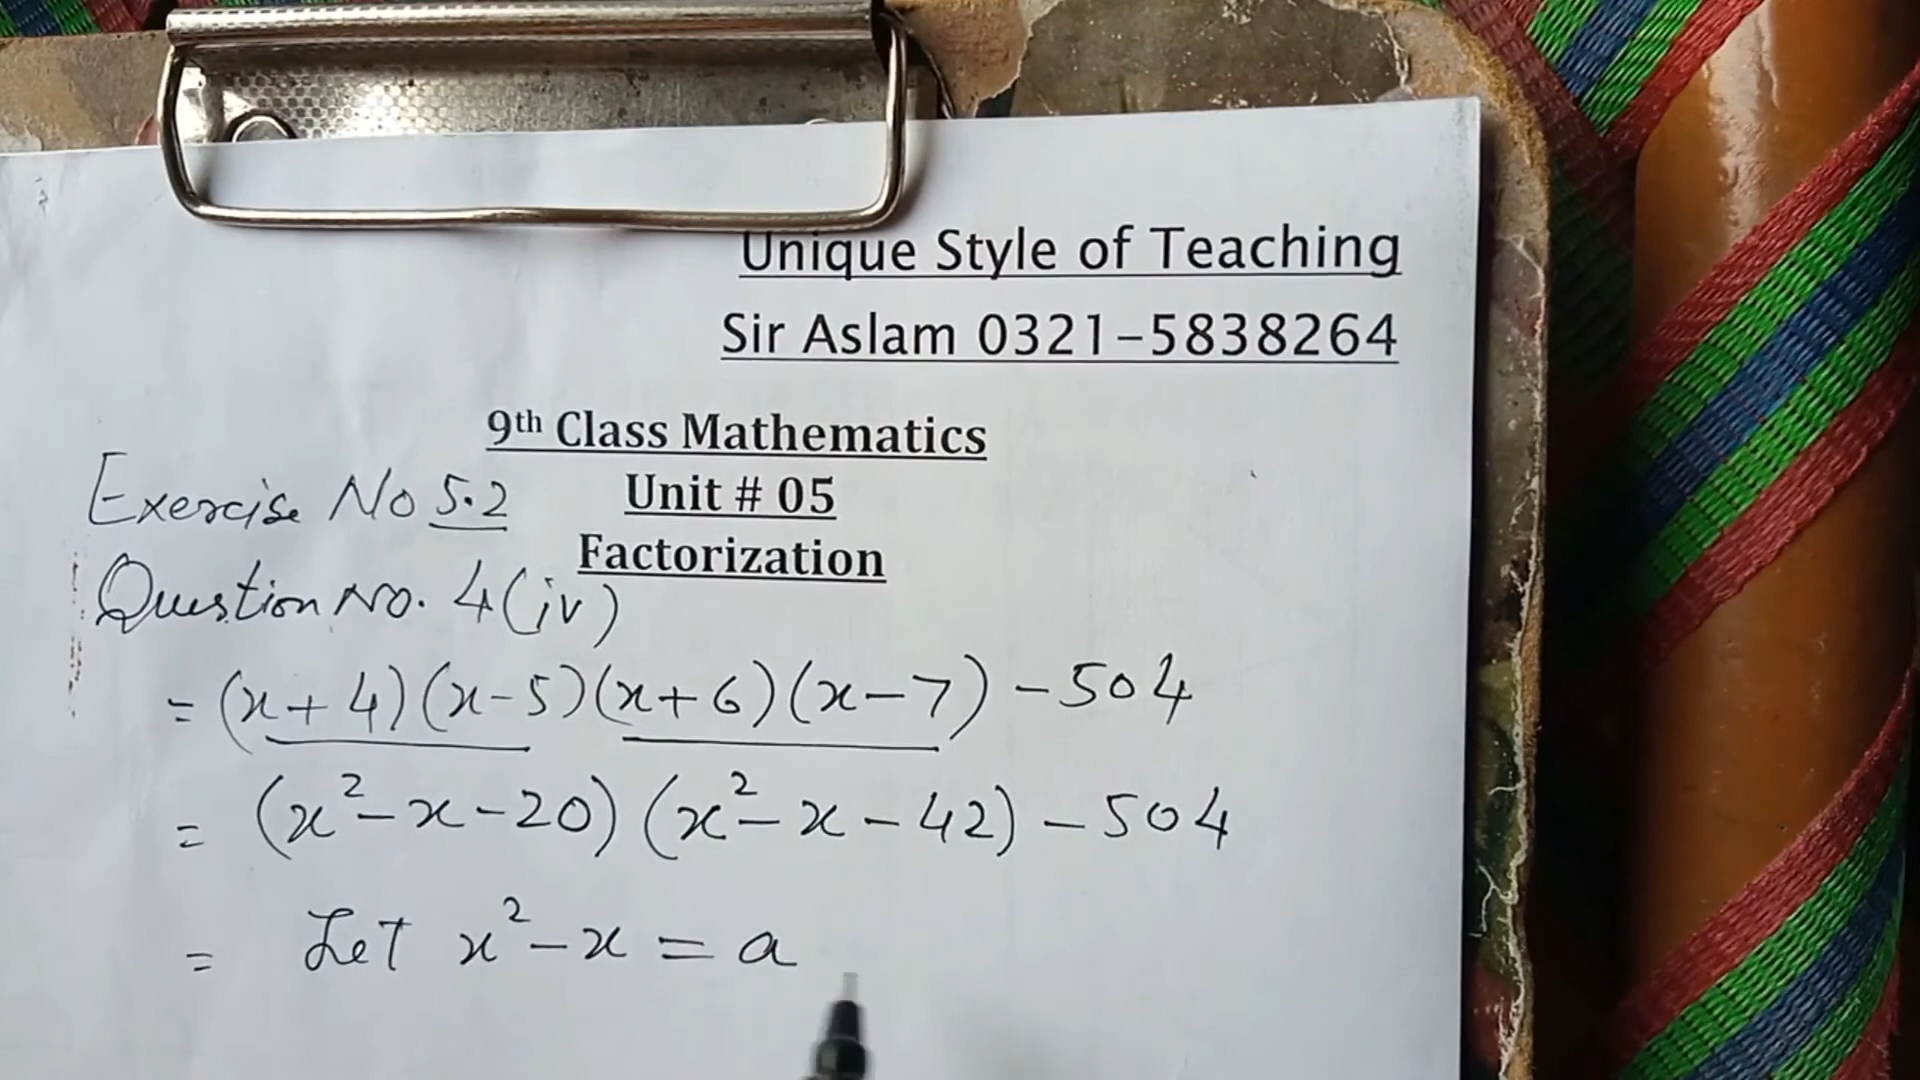 Unique Style of Teaching
Sir Aslam 0321-5838264
9th Class Mathematics
Exercise No 5.2
Unit # 05
Factorization
Question No. 4(iv)
= (x+4)(x-5)(x+6)(x-7) - 504
= (x²-x-20)(x²-x-42) - 504
= Let x²-x = a